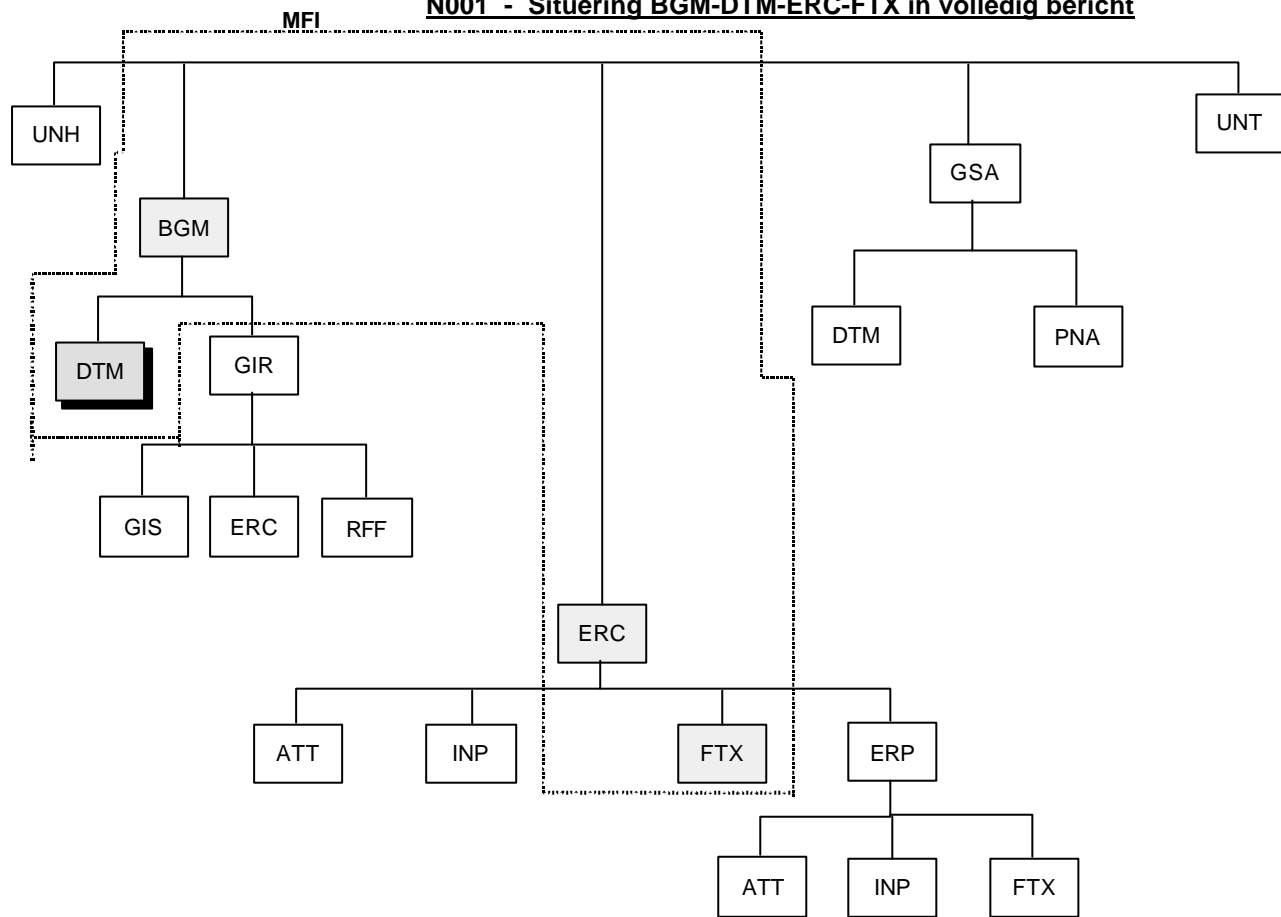 N001 - Situering BGM-DTM-ERC-FTX in volledig bericht
MFI
UNH
UNT
GSA
BGM
DTM
PNA
DTM
GIR
GIS
ERC
RFF
ERC
ATT
INP
FTX
ERP
ATT
INP
FTX